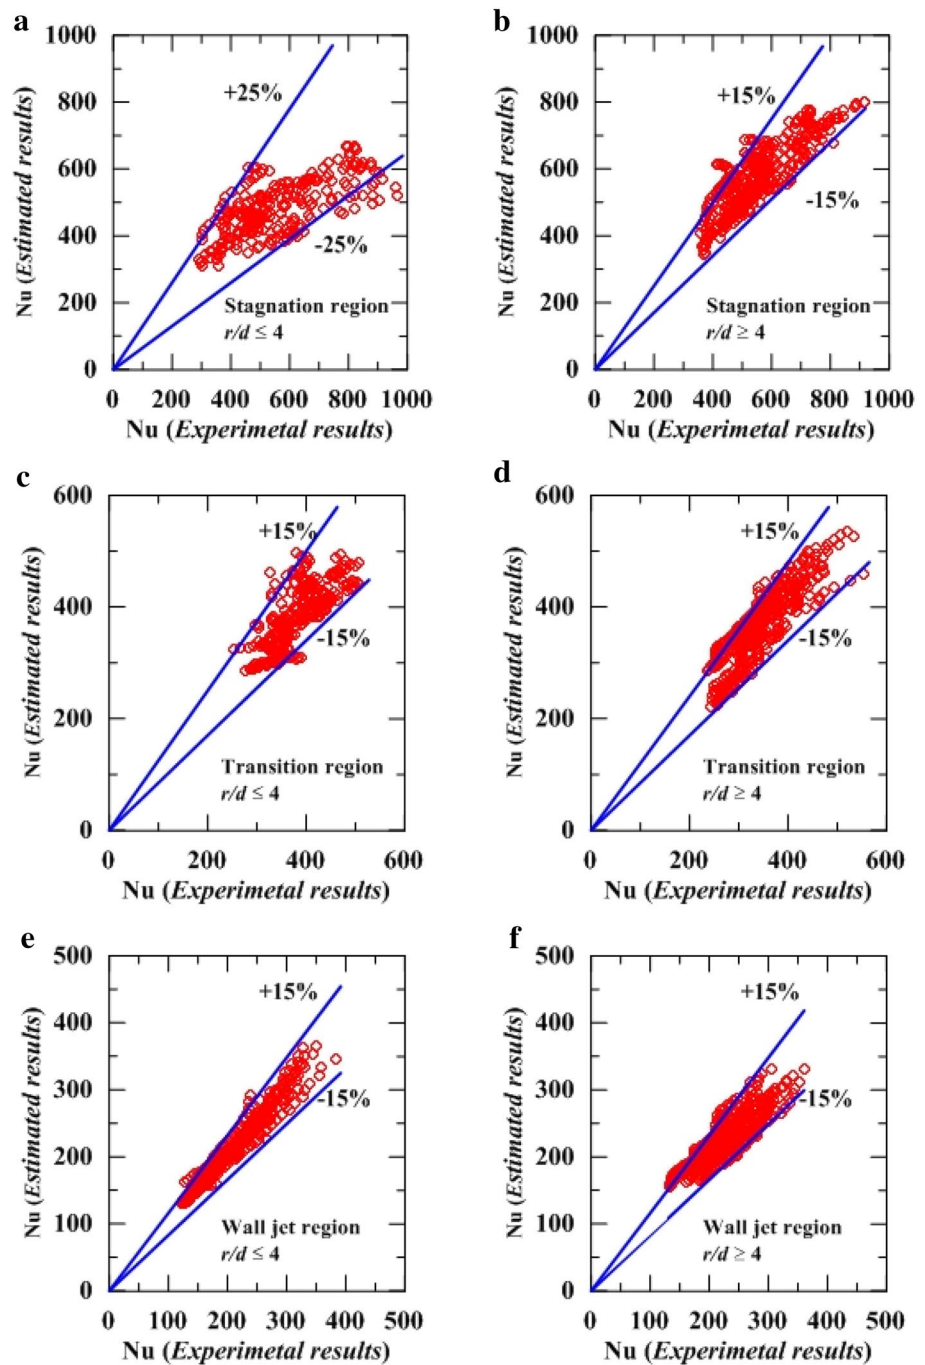 a
1000
800
600
400
200
0
Nu (Estimated results)
+25%
-25%
Stagnation region
r/d ≤ 4
0 200 400 600 800 1000
Nu (Experimetal results)
b
1000
800
600
400
200
0
Nu (Estimated results)
+15%
-15%
Stagnation region
r/d ≥ 4
0 200 400 600 800 1000
Nu (Experimetal results)
c
600
400
200
0
Nu (Estimated results)
+15%
-15%
Transition region
r/d ≤ 4
0 200 400 600
Nu (Experimetal results)
d
600
400
200
0
Nu (Estimated results)
+15%
-15%
Transition region
r/d ≥ 4
0 200 400 600
Nu (Experimetal results)
e
500
400
300
200
100
0
Nu (Estimated results)
+15%
-15%
Wall jet region
r/d ≤ 4
0 100 200 300 400 500
Nu (Experimetal results)
f
500
400
300
200
100
0
Nu (Estimated results)
+15%
-15%
Wall jet region
r/d ≥ 4
0 100 200 300 400 500
Nu (Experimetal results)